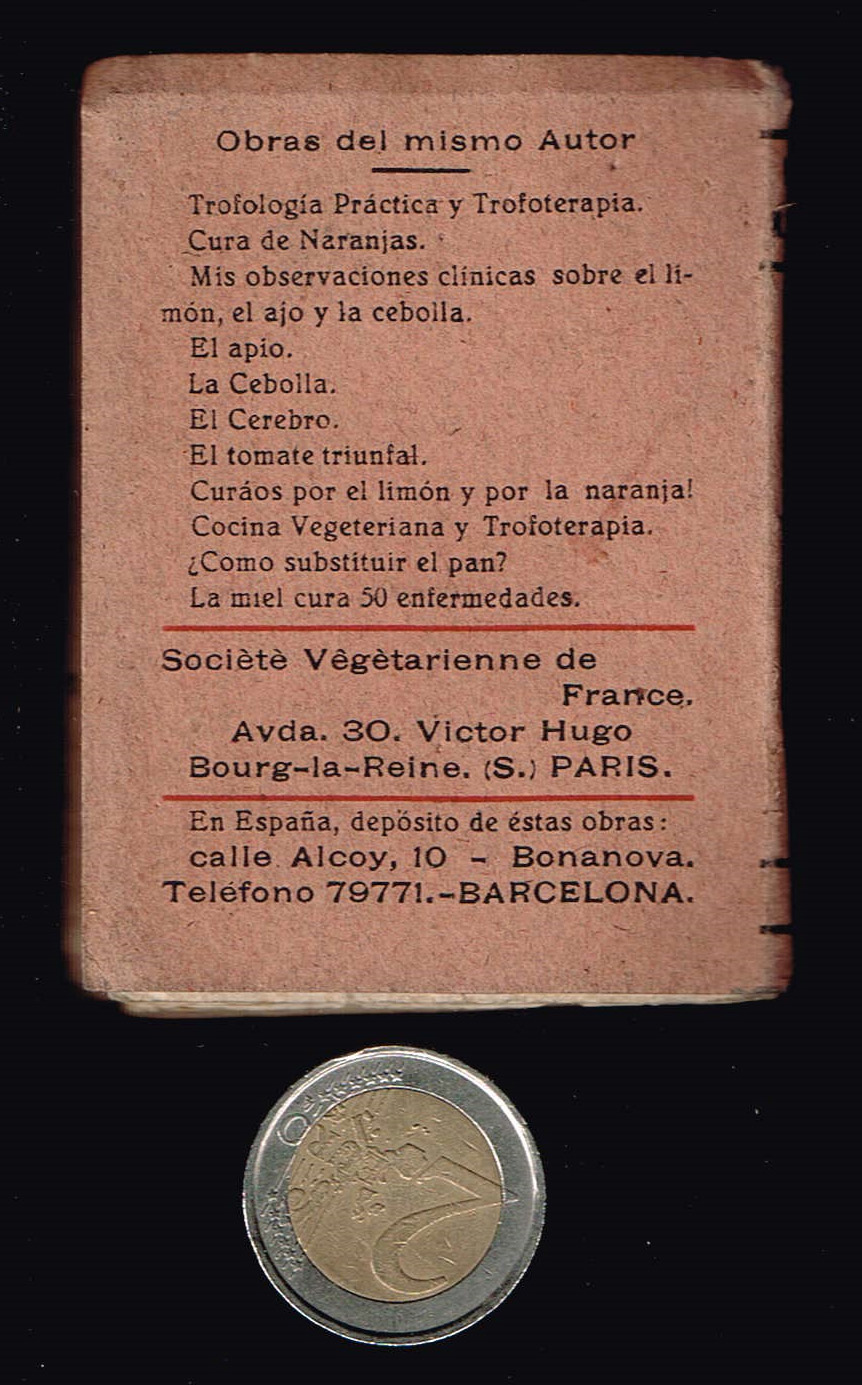 Obras del mismo Autor
Trofología Práctica y Trofoterapia.
Cura de Naranjas.
Mis observaciones clínicas sobre el li-
món, el ajo y la cebolla.
El apio.
La Cebolla.
El Cerebro.
El tomate triunfal.
Curáos por el limón y por la naranja!
Cocina Vegeteriana y Trofoterapia.
¿Como substituir el pan?
La miel cura 50 enfermedades.
Socìètè Vêgètarienne de
France.
Avda. 30. Victor Hugo
Bourg-la-Reine. (S.) PARIS.
En España, depósito de éstas obras:
calle Alcoy, 10 - Bonanova.
Teléfono 79771.-BARCELONA.
2